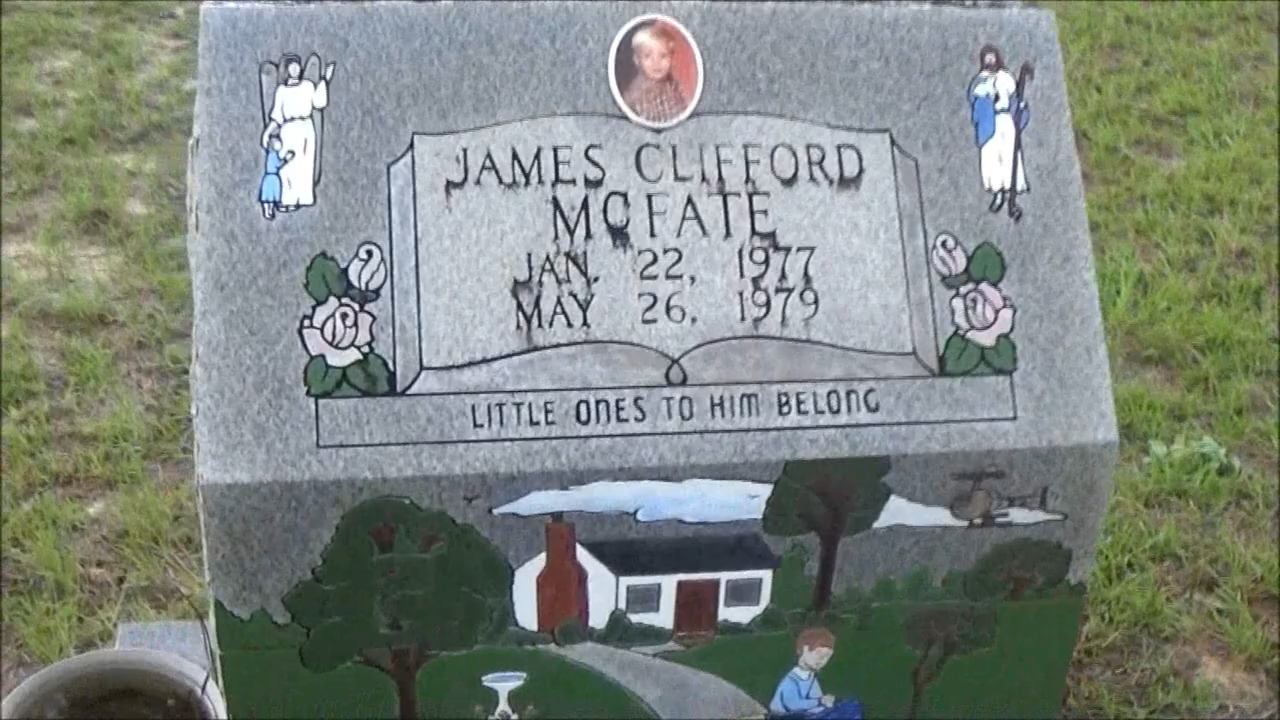 JAMES CLIFFORD
MCFATE
JAN. 22, 1977
MAY 26, 1979
LITTLE ONES TO HIM BELONG